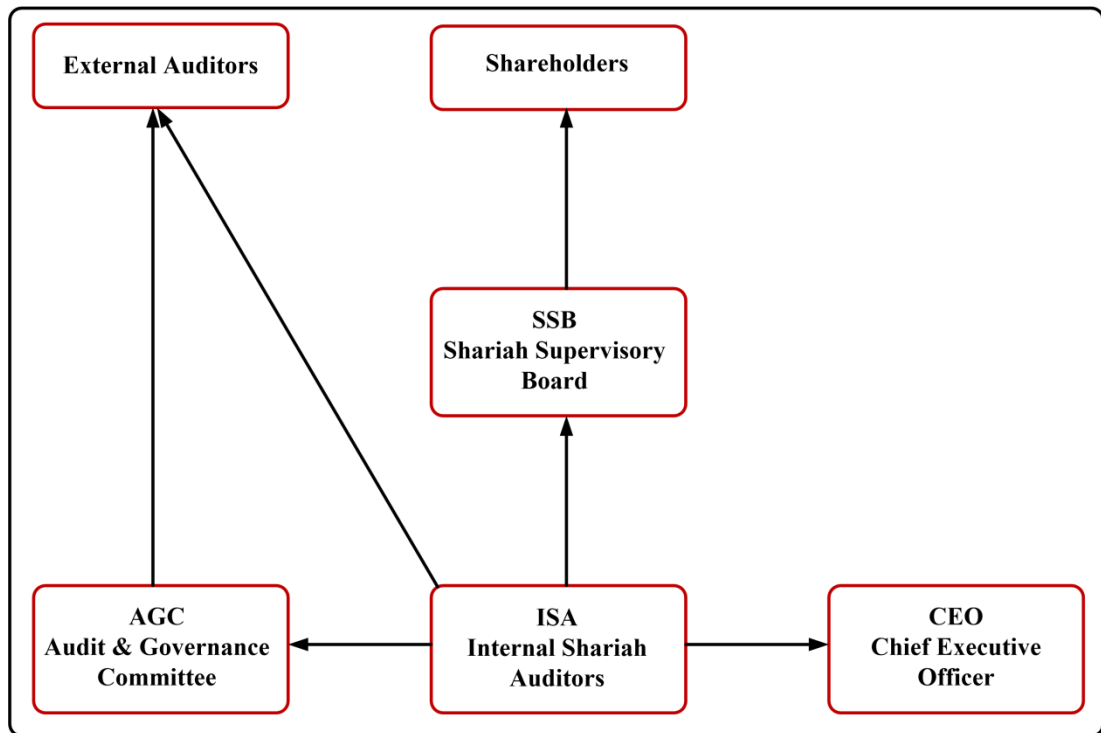 External Auditors
Shareholders
SSB
Shariah Supervisory
Board
AGC
Audit & Governance
Committee
ISA
Internal Shariah
Auditors
CEO
Chief Executive
Officer